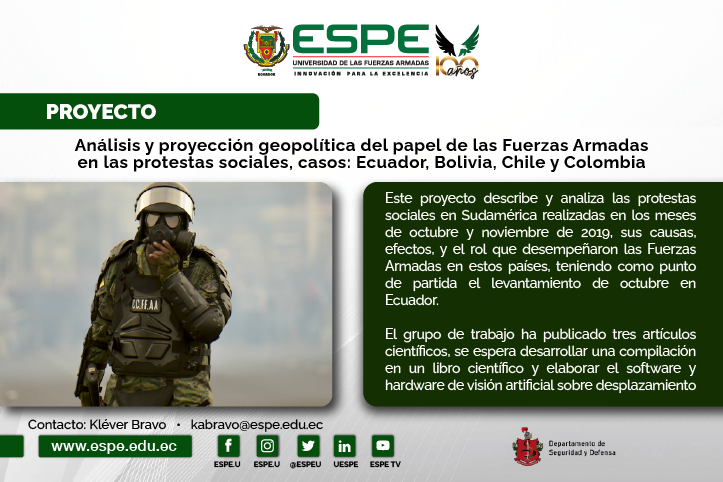 ESPE
UNIVERSIDAD DE LAS FUERZAS ARMADAS
INNOVACIÓN PARA LA EXCELENCIA
ECUADOR
100
años
PROYECTO
Análisis y proyección geopolítica del papel de las Fuerzas Armadas
en las protestas sociales, casos: Ecuador, Bolivia, Chile y Colombia
CC.FF.AA
Este proyecto describe y analiza las protestas
sociales en Sudamérica realizadas en los meses
de octubre y noviembre de 2019, sus causas,
efectos, y el rol que desempeñaron las Fuerzas
Armadas en estos países, teniendo como punto
de partida el levantamiento de octubre en
Ecuador.
El grupo de trabajo ha publicado tres artículos
científicos, se espera desarrollar una compilación
en un libro científico y elaborar el software y
hardware de visión artificial sobre desplazamiento
Contacto: Kléver Bravo • kabravo@espe.edu.ec
www.espe.edu.ec
ESPE.U ESPE.U @ESPEU UESPE ESPE TV
Departamento de
Seguridad y Defensa